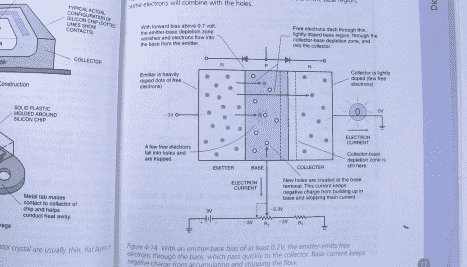 some electrons will combine with the holes.
TYPICAL ACTUAL
CONFIGURATION OF
SILICON CHIP (DOTTED
LINES SHOW
CONTACTS)
COLLECTOR
Construction
SOLID PLASTIC
MOLDED AROUND
SILICON CHIP
Metal tab makes
contact to collector of
chip and helps
conduct heat away.
tor crystal are usually thin, flat
With forward bias above 0.7 volt,
the emitter-base depletion zone
vanishes and electrons flow into
the base from the emitter.
Free electrons dash through thin,
lightly-doped base region, through the
collector-base depletion zone, and
into the collector.
N
P
N
Emitter is heavily
doped (lots of free
electrons)
Collector is lightly
doped (few free
electrons)
-3V
0V
ELECTRON
CURRENT
A few free electrons
fall into holes and
are trapped.
Collector-base
depletion zone is
still here.
EMITTER
BASE
COLLECTER
New holes are created at the base
terminal. This current keeps
negative charge from building up in
base and stopping main current.
ELECTRON
CURRENT
3V
-2.3V
-3V
R2
-2V
R1
Figure 4-14. With an emitter-base bias of at least 0.7V, the emitter emits free
electrons through the base, which pass quickly to the collector. Base current keeps
negative charge from accumulating and stopping the flow.